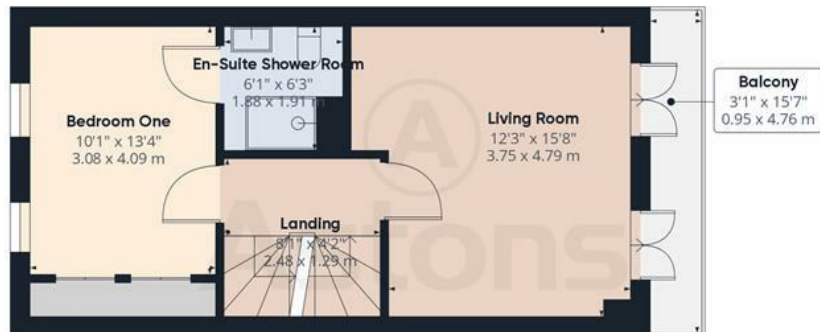 En-Suite Shower Room
6'1" x 6'3"
1.88 x 1.91 m
Bedroom One
10'1" x 13'4"
3.08 x 4.09 m
Living Room
12'3" x 15'8"
3.75 x 4.79 m
Balcony
3'1" x 15'7"
0.95 x 4.76 m
Landing
8'1" x 4'2"
2.48 x 1.29 m
A
Astons